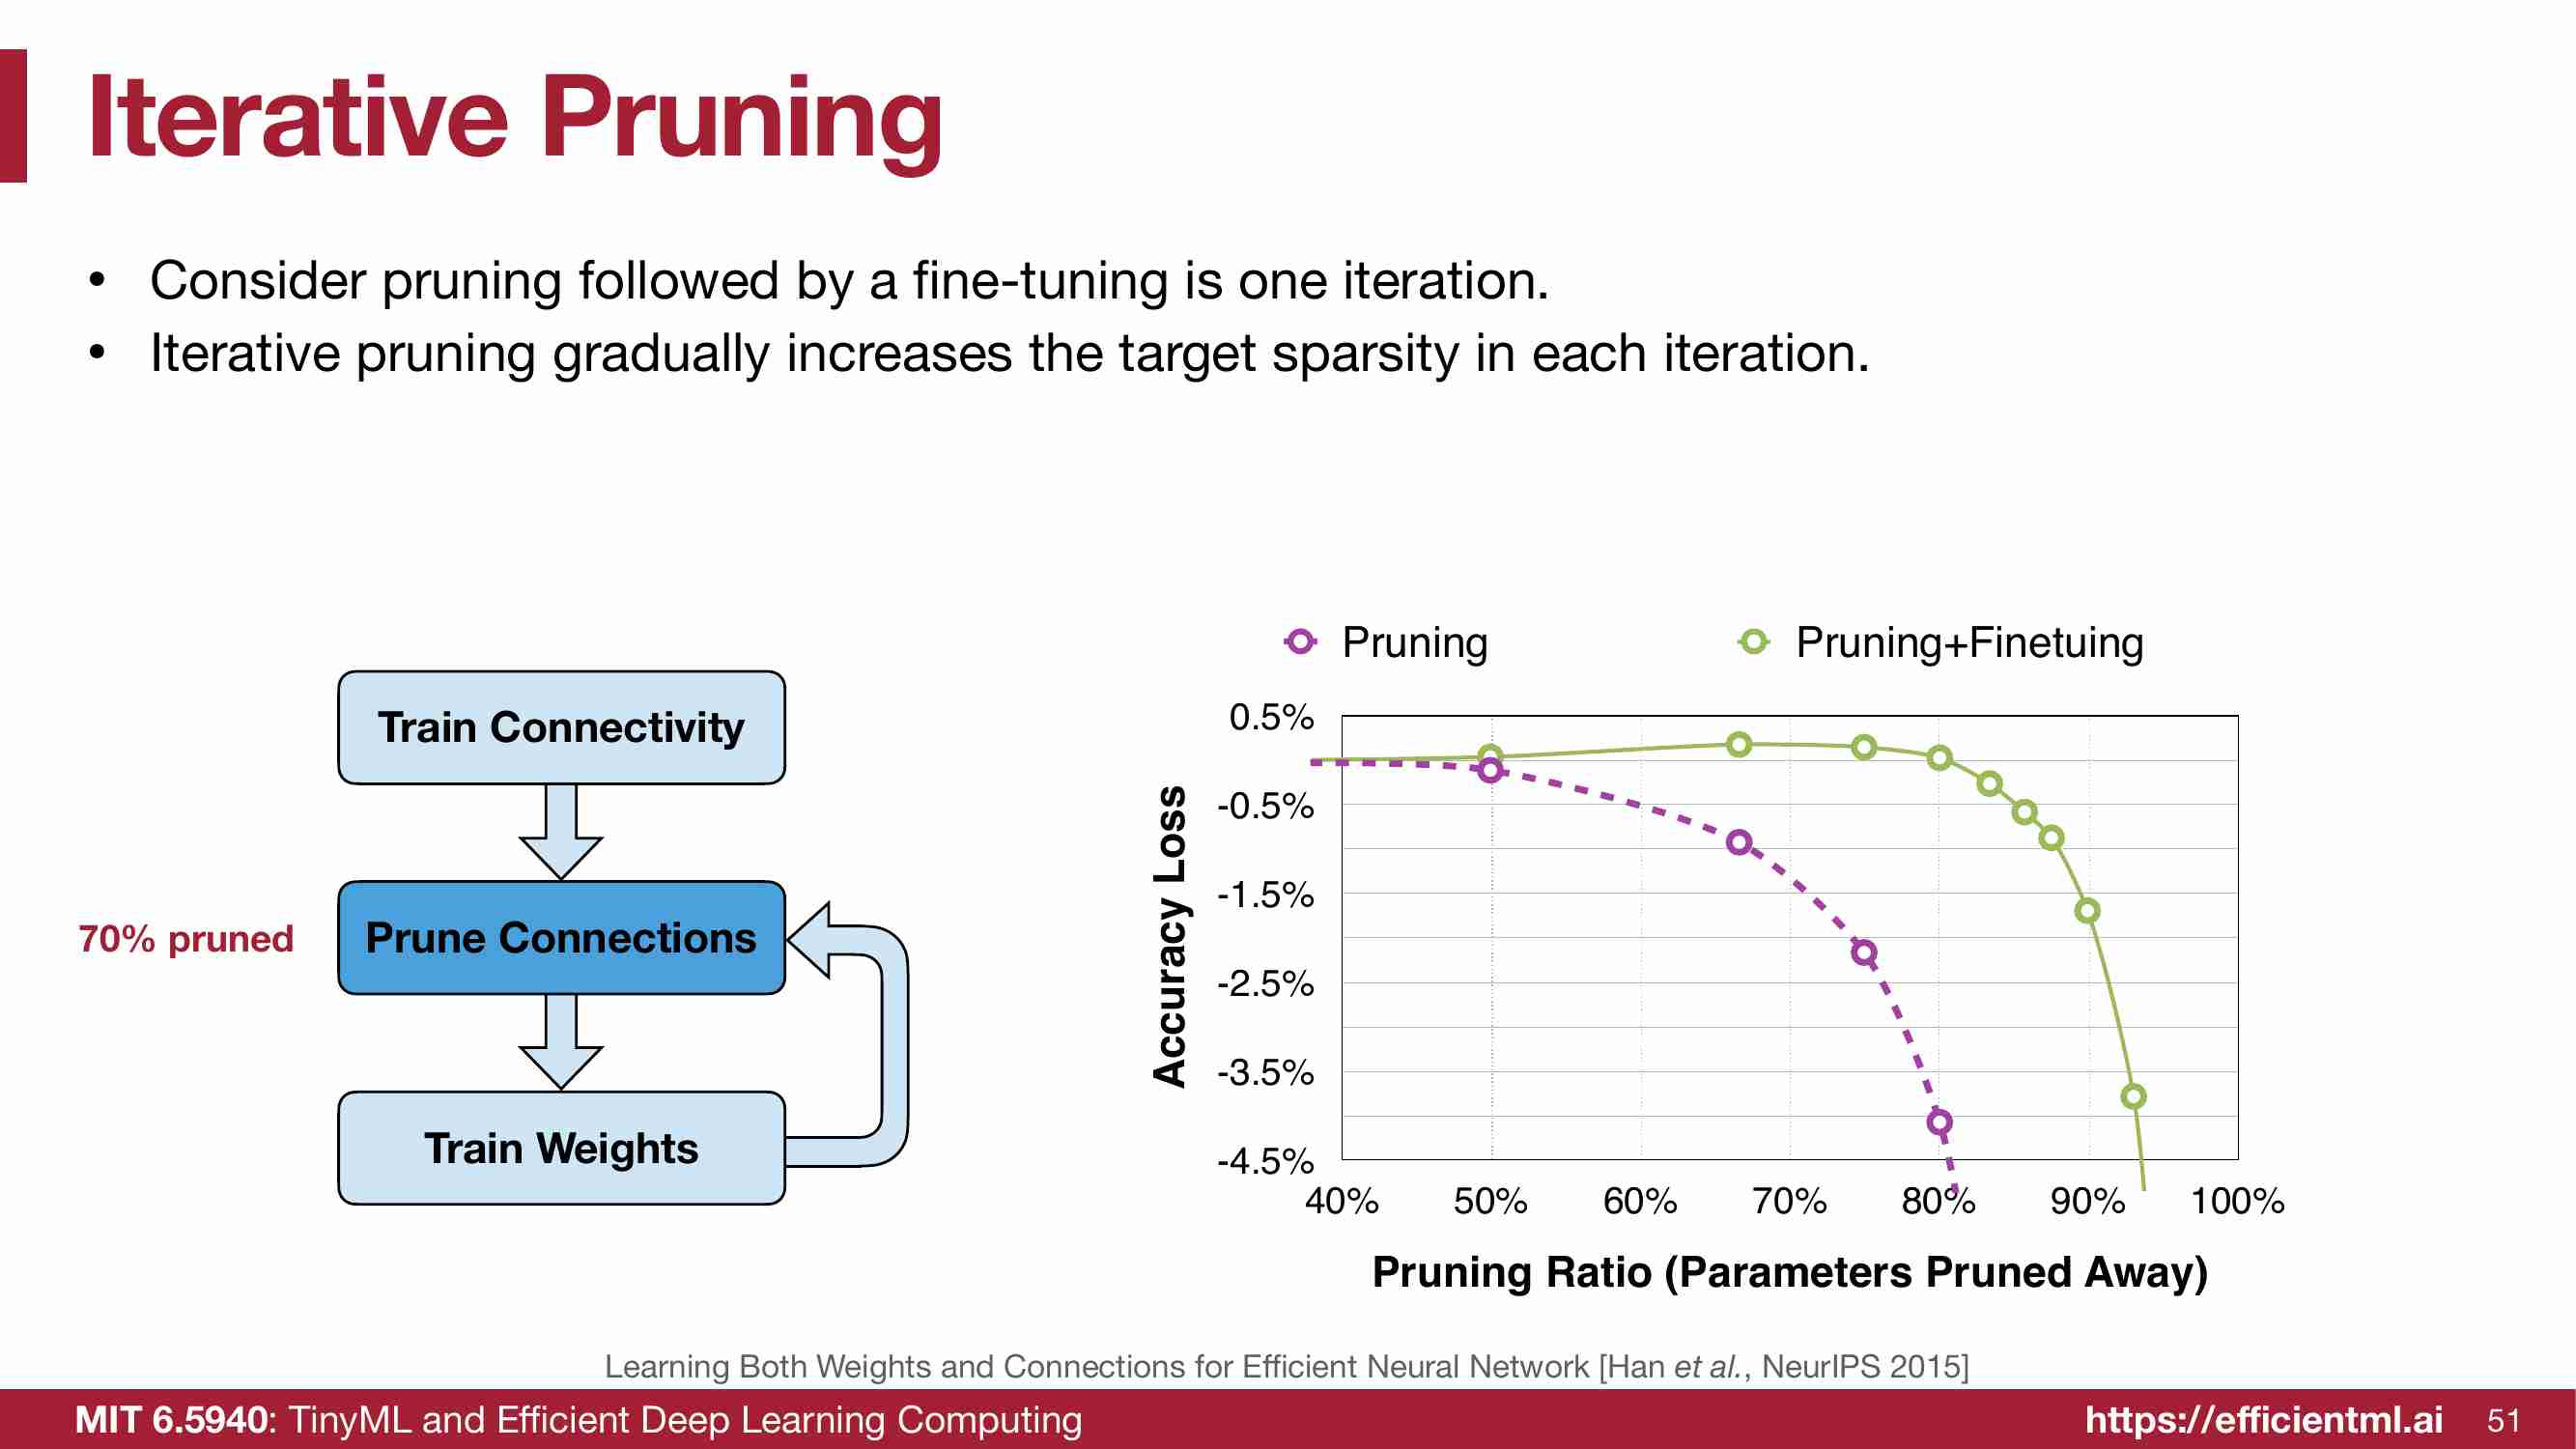 Iterative Pruning
• Consider pruning followed by a fine-tuning is one iteration.
• Iterative pruning gradually increases the target sparsity in each iteration.
Train Connectivity
70% pruned
Prune Connections
Train Weights
Pruning
Pruning+Finetuing
Accuracy Loss
0.5%
-0.5%
-1.5%
-2.5%
-3.5%
-4.5%
40% 50% 60% 70% 80% 90% 100%
Pruning Ratio (Parameters Pruned Away)
Learning Both Weights and Connections for Efficient Neural Network [Han et al., NeurIPS 2015]
MIT 6.5940: TinyML and Efficient Deep Learning Computing
https://efficientml.ai
51